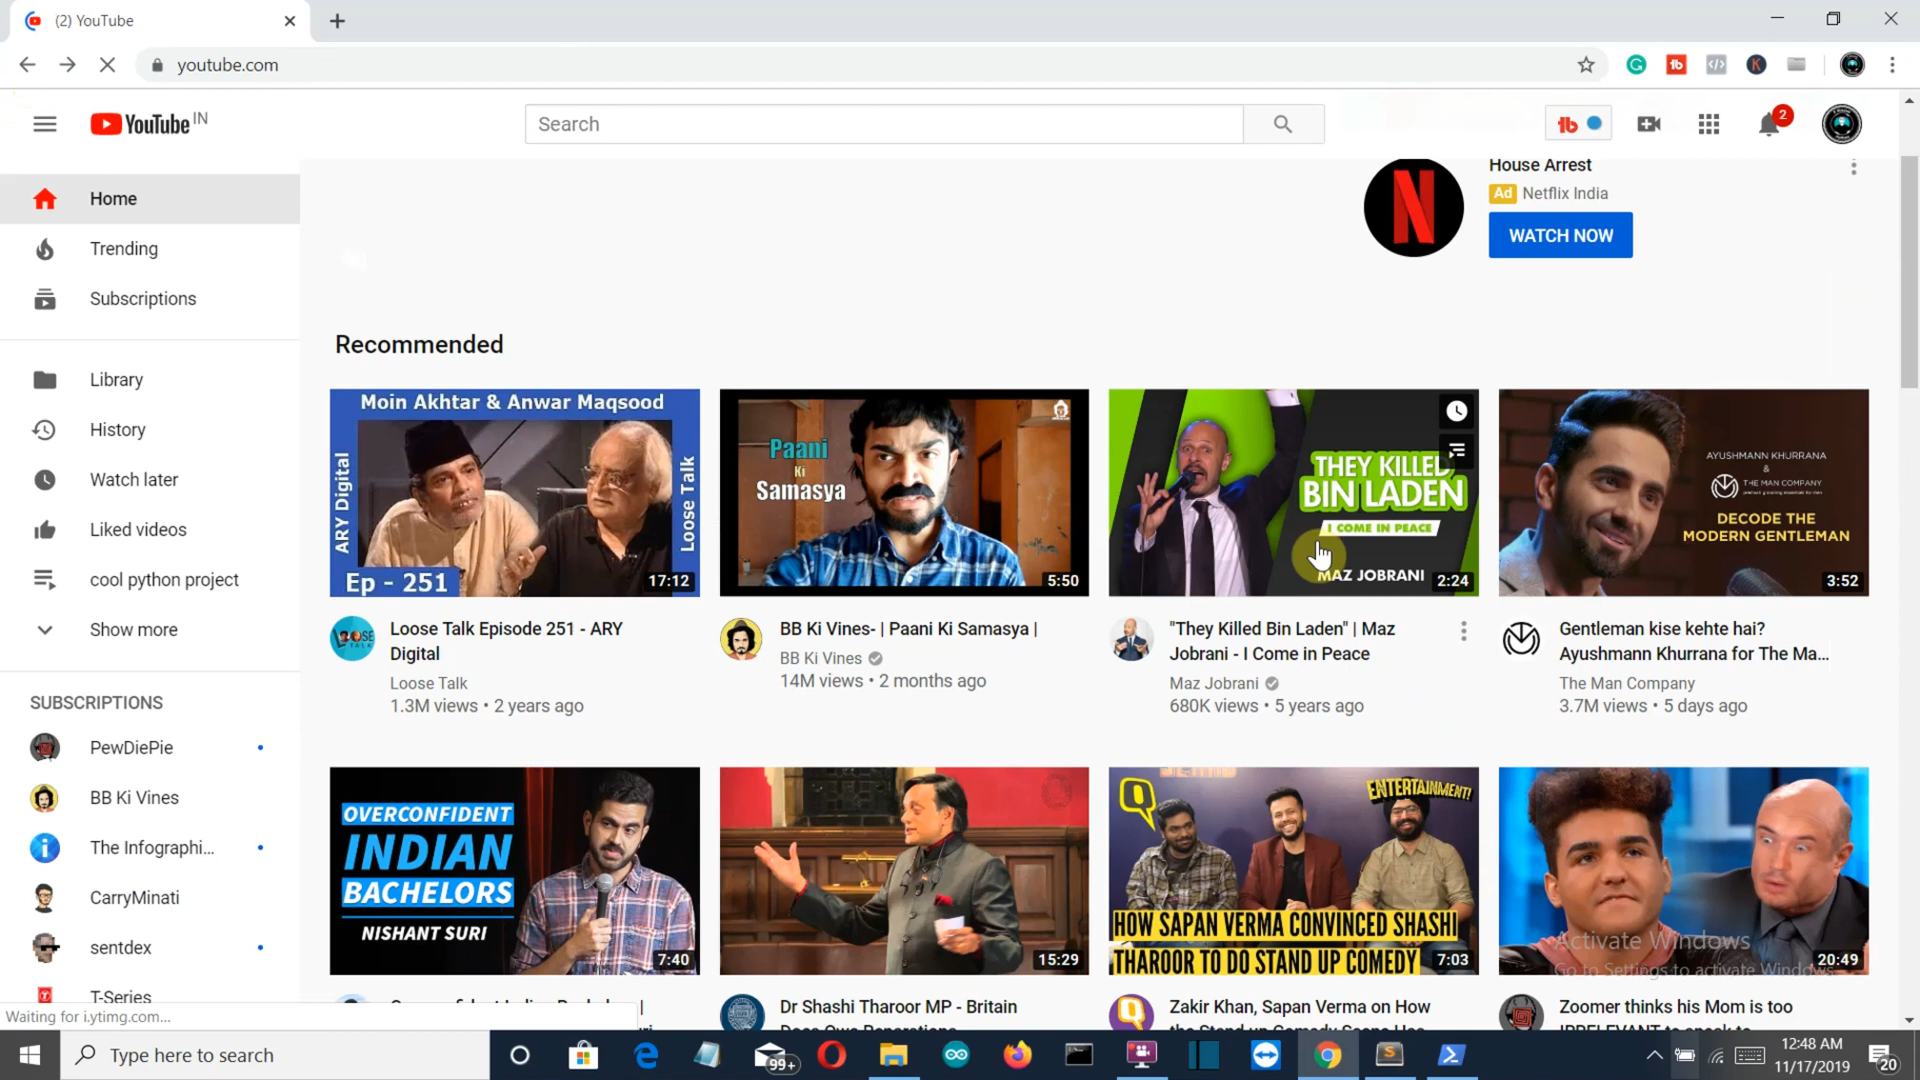 (2) YouTube
youtube.com
YouTube IN
Search
2
Home
Trending
Subscriptions
Library
History
Watch later
Liked videos
cool python project
Show more
SUBSCRIPTIONS
PewDiePie
BB Ki Vines
The Infographi...
CarryMinati
sentdex
T-Series
House Arrest
Ad Netflix India
WATCH NOW
Recommended
Moin Akhtar & Anwar Maqsood
ARY Digital
Loose Talk
Ep - 251
17:12
Loose Talk Episode 251 - ARY
Digital
Loose Talk
1.3M views • 2 years ago
Paani
Ki
Samasya
5:50
BB Ki Vines- | Paani Ki Samasya |
BB Ki Vines
14M views • 2 months ago
THEY KILLED
BIN LADEN
I COME IN PEACE
MAZ JOBRANI
2:24
"They Killed Bin Laden" | Maz
Jobrani - I Come in Peace
Maz Jobrani
680K views • 5 years ago
AYUSHMANN KHURRANA
&
THE MAN COMPANY
DECODE THE
MODERN GENTLEMAN
3:52
Gentleman kise kehte hai?
Ayushmann Khurrana for The Ma...
The Man Company
3.7M views • 5 days ago
OVERCONFIDENT
INDIAN
BACHELORS
NISHANT SURI
7:40
15:29
Dr Shashi Tharoor MP - Britain
ENTERTAINMENT!
HOW SAPAN VERMA CONVINCED SHASHI
THAROOR TO DO STAND UP COMEDY
7:03
Zakir Khan, Sapan Verma on How
20:49
Zoomer thinks his Mom is too
Activate Windows
Go to Settings to activate Windows.
Waiting for i.ytimg.com...
Type here to search
99+
12:48 AM
11/17/2019
20